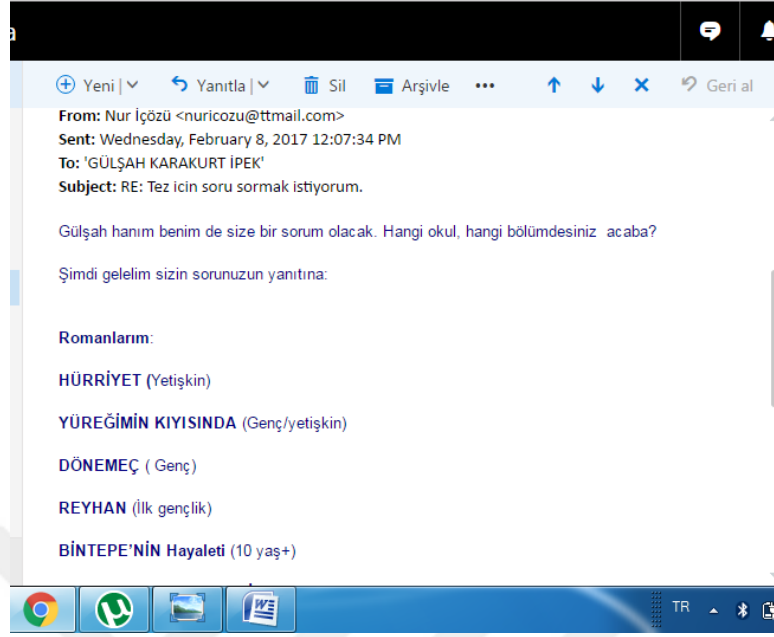 a
Yeni | Yanıtla | Sil Arşivle ••• Geri al
From: Nur İçözü <nuricozu@ttmail.com>
Sent: Wednesday, February 8, 2017 12:07:34 PM
To: 'GÜLŞAH KARAKURT İPEK'
Subject: RE: Tez icin soru sormak istiyorum.
Gülşah hanım benim de size bir sorum olacak. Hangi okul, hangi bölümdesiniz acaba?
Şimdi gelelim sizin sorunuzun yanıtına:
Romanlarım:
HÜRRİYET (Yetişkin)
YÜREĞİMİN KIYISINDA (Genç/yetişkin)
DÖNEMEÇ ( Genç)
REYHAN (İlk gençlik)
BİNTEPE’NİN Hayaleti (10 yaş+)
TR